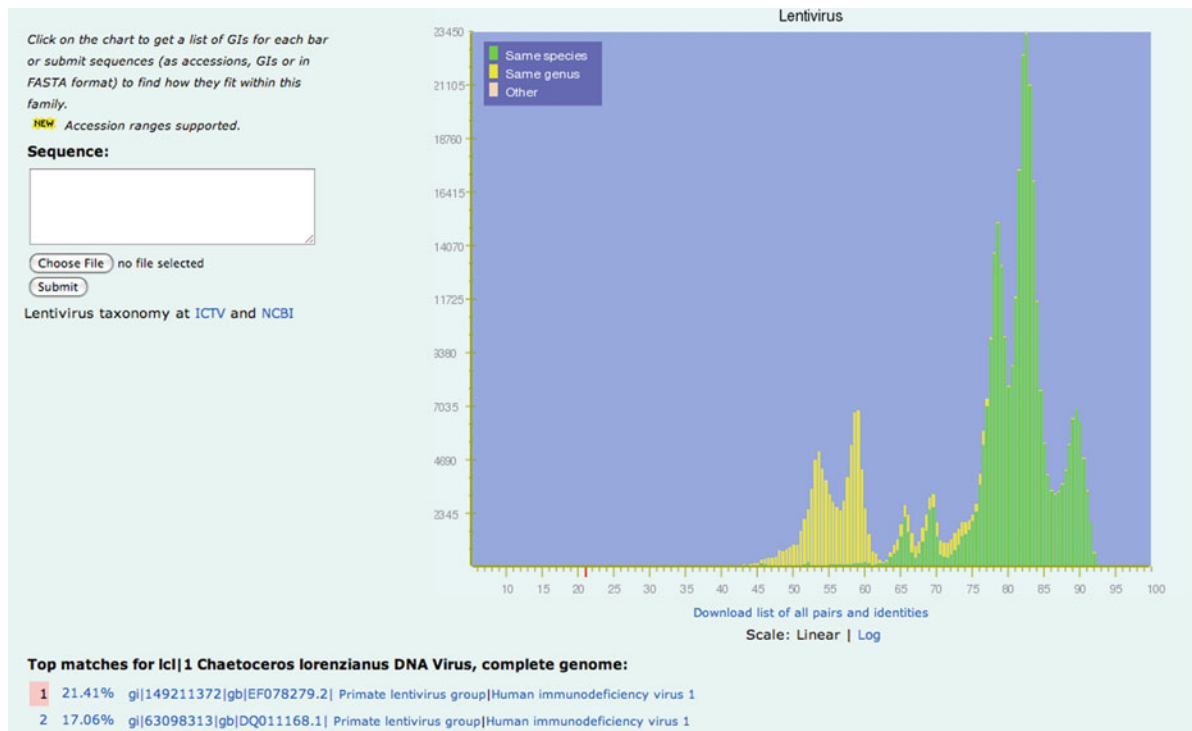 Lentivirus
Click on the chart to get a list of GIs for each bar
or submit sequences (as accessions, GIs or in
FASTA format) to find how they fit within this
family.
NEW Accession ranges supported.
Sequence:
Choose File no file selected
Submit
Lentivirus taxonomy at ICTV and NCBI
23450
21105
18760
16415
14070
11725
9380
7035
4690
2345
Same species
Same genus
Other
10 15 20 25 30 35 40 45 50 55 60 65 70 75 80 85 90 95 100
Download list of all pairs and identities
Scale: Linear | Log
Top matches for lcl|1 Chaetoceros lorenzianus DNA Virus, complete genome:
1 21.41% gi|149211372|gb|EF078279.2| Primate lentivirus group|Human immunodeficiency virus 1
2 17.06% gi|63098313|gb|DQ011168.1| Primate lentivirus group|Human immunodeficiency virus 1